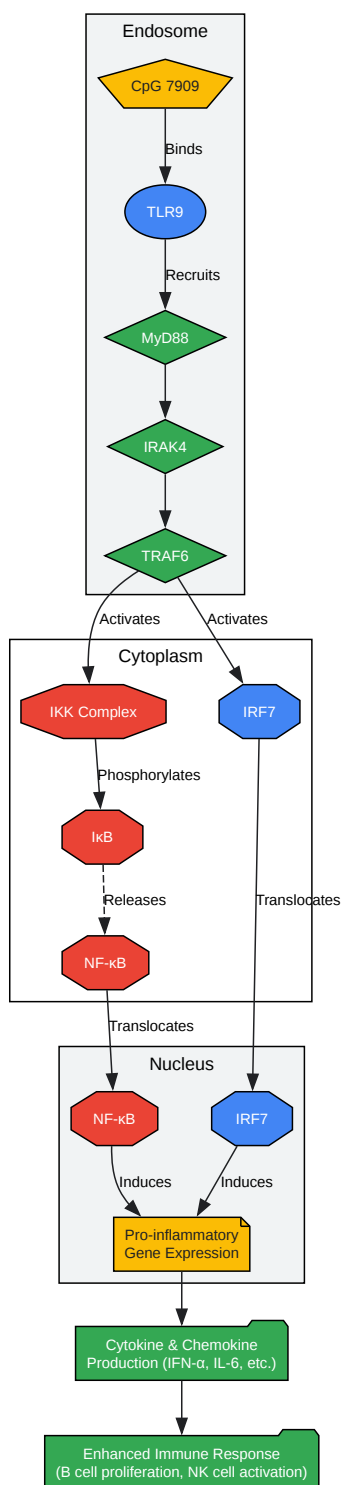 Endosome
CpG 7909
Binds
TLR9
Recruits
MyD88
IRAK4
TRAF6
Activates
Activates
Cytoplasm
IKK Complex
IRF7
Phosphorylates
IκB
Releases
Translocates
NF-κB
Translocates
Nucleus
NF-κB
IRF7
Induces
Induces
Pro-inflammatory
Gene Expression
Cytokine & Chemokine
Production (IFN-α, IL-6, etc.)
Enhanced Immune Response
(B cell proliferation, NK cell activation)